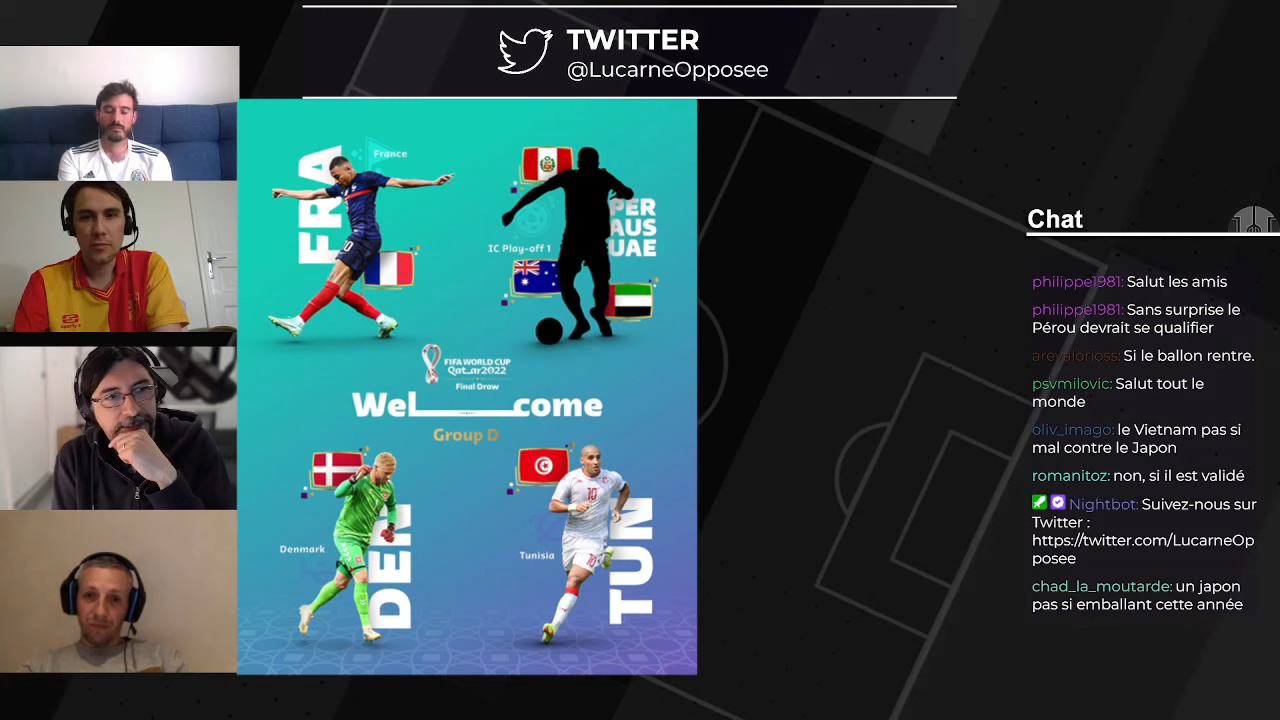 TWITTER
@LucarneOpposee
FRA
France
10
PER
AUS
UAE
IC Play-off 1
FIFA WORLD CUP
Qatar2022
Final Draw
Wel come
Group D
Denmark
DEN
Tunisia
TUN
10
10
Chat
philippe1981: Salut les amis
philippe1981: Sans surprise le
Pérou devrait se qualifier
arevalorioss: Si le ballon rentre.
psvmilovic: Salut tout le
monde
oliv_imago: le Vietnam pas si
mal contre le Japon
romanitoz: non, si il est validé
Nightbot: Suivez-nous sur
Twitter :
https://twitter.com/LucarneOp
posee
chad_la_moutarde: un japon
pas si emballant cette année